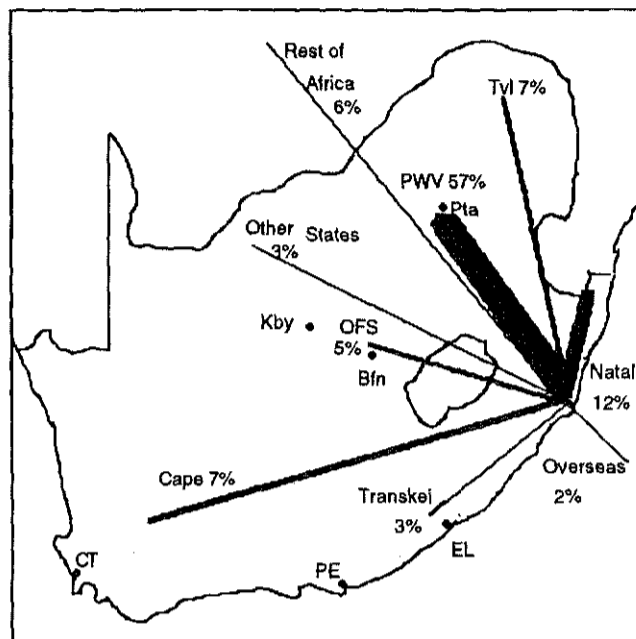 Rest of
Africa
6%
Tvl 7%
PWV 57%
Pta
Other States
3%
Kby
OFS
5%
Bfn
Natal
12%
Cape 7%
Overseas
2%
Transkei
3%
EL
CT
PE